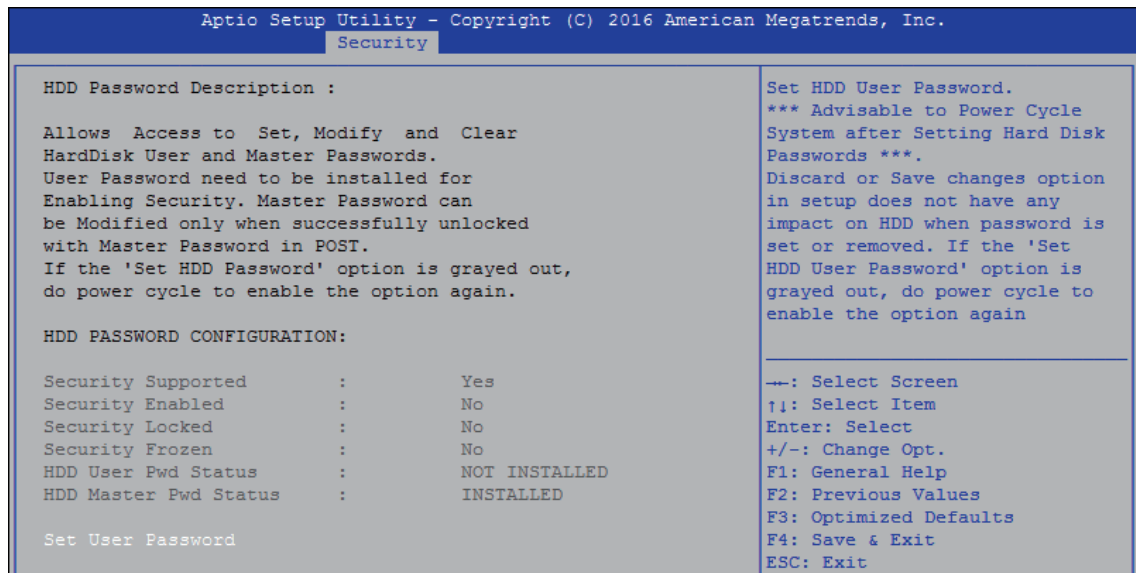 Aptio Setup Utility - Copyright (C) 2016 American Megatrends, Inc.
Security
HDD Password Description :
Allows Access to Set, Modify and Clear
HardDisk User and Master Passwords.
User Password need to be installed for
Enabling Security. Master Password can
be Modified only when successfully unlocked
with Master Password in POST.
If the 'Set HDD Password' option is grayed out,
do power cycle to enable the option again.
HDD PASSWORD CONFIGURATION:
Security Supported : Yes
Security Enabled : No
Security Locked : No
Security Frozen : No
HDD User Pwd Status : NOT INSTALLED
HDD Master Pwd Status : INSTALLED
Set User Password
Set HDD User Password.
*** Advisable to Power Cycle
System after Setting Hard Disk
Passwords ***.
Discard or Save changes option
in setup does not have any
impact on HDD when password is
set or removed. If the 'Set
HDD User Password' option is
grayed out, do power cycle to
enable the option again
→←: Select Screen
↑↓: Select Item
Enter: Select
+/-: Change Opt.
F1: General Help
F2: Previous Values
F3: Optimized Defaults
F4: Save & Exit
ESC: Exit